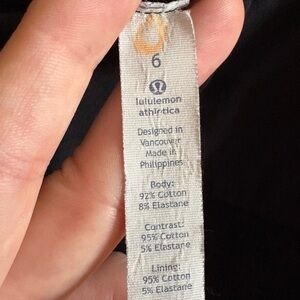 6
lululemon
athletica
Designed in
Vancouver
Made in
Philippines
Body:
92% Cotton
8% Elastane
Contrast:
95% Cotton
5% Elastane
Lining:
95% Cotton
5% Elastane